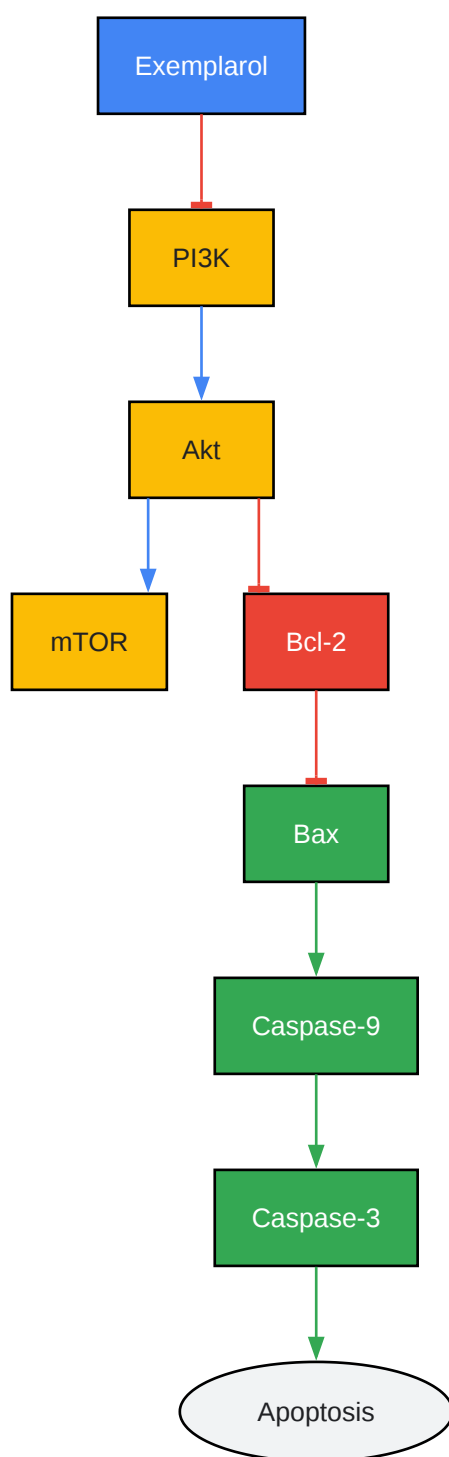 Exemplarol
PI3K
Akt
mTOR
Bcl-2
Bax
Caspase-9
Caspase-3
Apoptosis